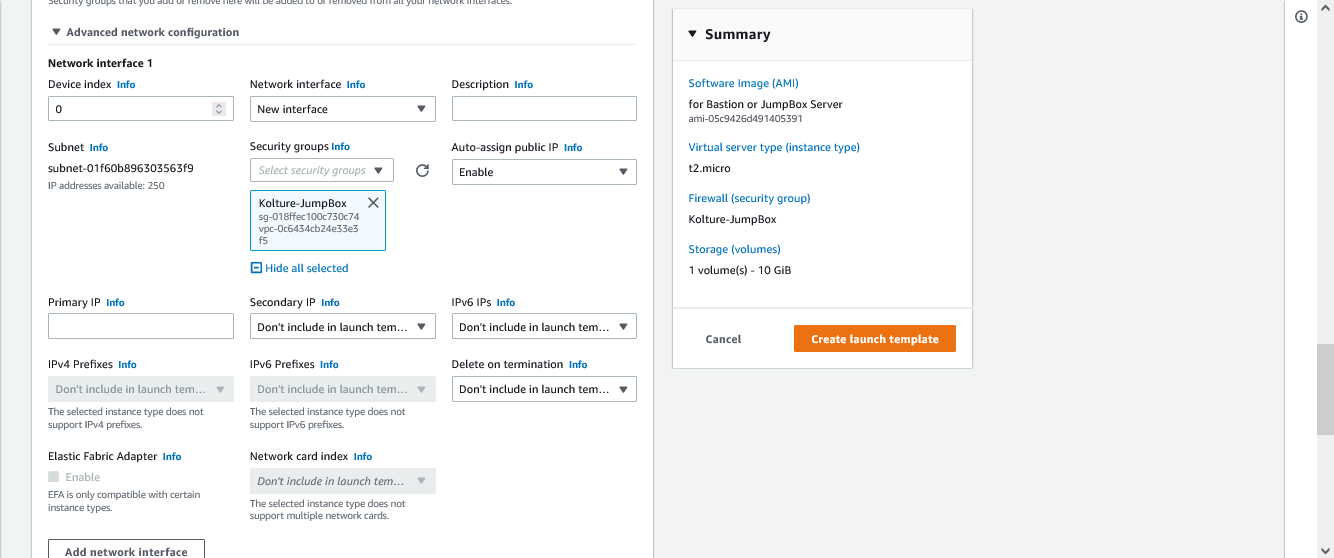 Security groups that you add or remove here will be added to or removed from all your network interfaces.
Advanced network configuration
Network interface 1
Device index Info
Network interface Info
Description Info
0
New interface
Subnet Info
Security groups Info
Auto-assign public IP Info
subnet-01f60b896303563f9
IP addresses available: 250
Select security groups
Enable
Kolture-JumpBox
sg-018ffec100c730c74
vpc-0c6434cb24e33e3
f5
Hide all selected
Primary IP Info
Secondary IP Info
IPv6 IPs Info
Don't include in launch tem...
Don't include in launch tem...
IPv4 Prefixes Info
IPv6 Prefixes Info
Delete on termination Info
Don't include in launch tem...
Don't include in launch tem...
Don't include in launch tem...
The selected instance type does not
support IPv4 prefixes.
The selected instance type does not
support IPv6 prefixes.
Elastic Fabric Adapter Info
Network card index Info
Enable
Don't include in launch tem...
EFA is only compatible with certain
instance types.
The selected instance type does not
support multiple network cards.
Add network interface
Summary
Software Image (AMI)
for Bastion or JumpBox Server
ami-05c9426d491405391
Virtual server type (instance type)
t2.micro
Firewall (security group)
Kolture-JumpBox
Storage (volumes)
1 volume(s) - 10 GiB
Cancel
Create launch template